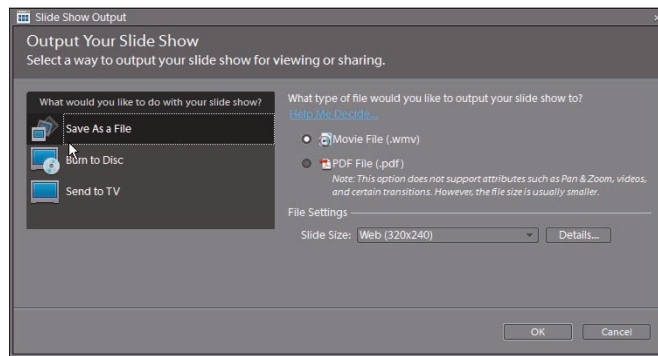 Slide Show Output
Output Your Slide Show
Select a way to output your slide show for viewing or sharing.
What would you like to do with your slide show?
Save As a File
Burn to Disc
Send to TV
What type of file would you like to output your slide show to?
Help Me Decide...
Movie File (.wmv)
PDF File (.pdf)
Note: This option does not support attributes such as Pan & Zoom, videos,
and certain transitions. However, the file size is usually smaller.
File Settings
Slide Size: Web (320x240) Details...
OK Cancel